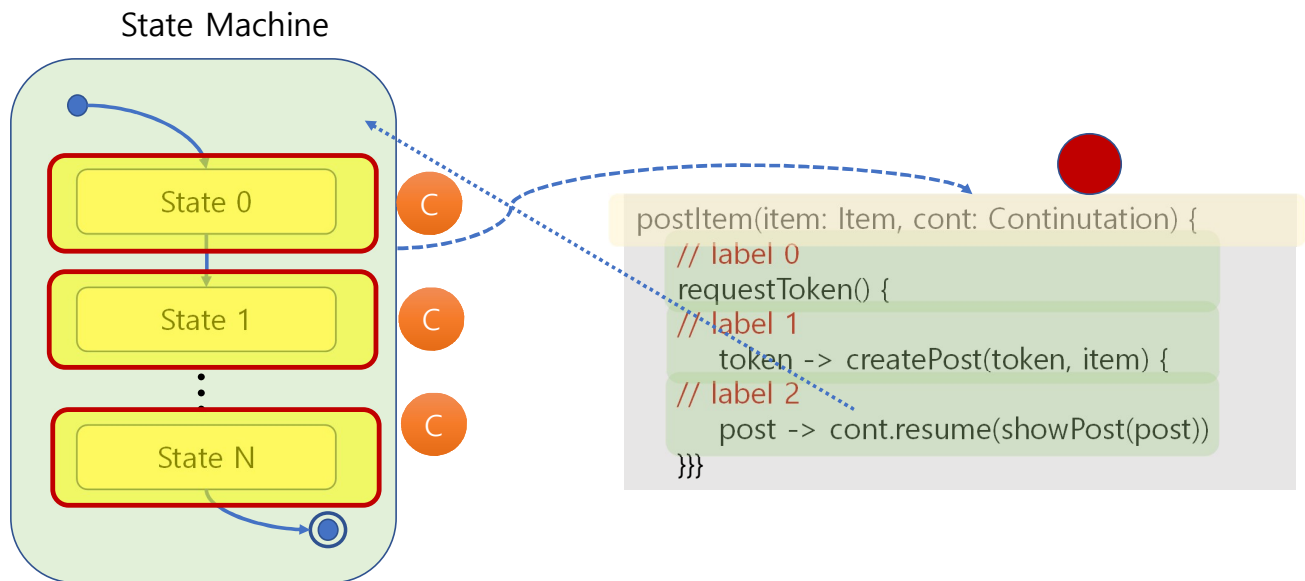 State Machine
State 0
C
State 1
C
State N
C
postItem(item: Item, cont: Continutation) {
// label 0
requestToken() {
// label 1
token -> createPost(token, item) {
// label 2
post -> cont.resume(showPost(post))
}}}